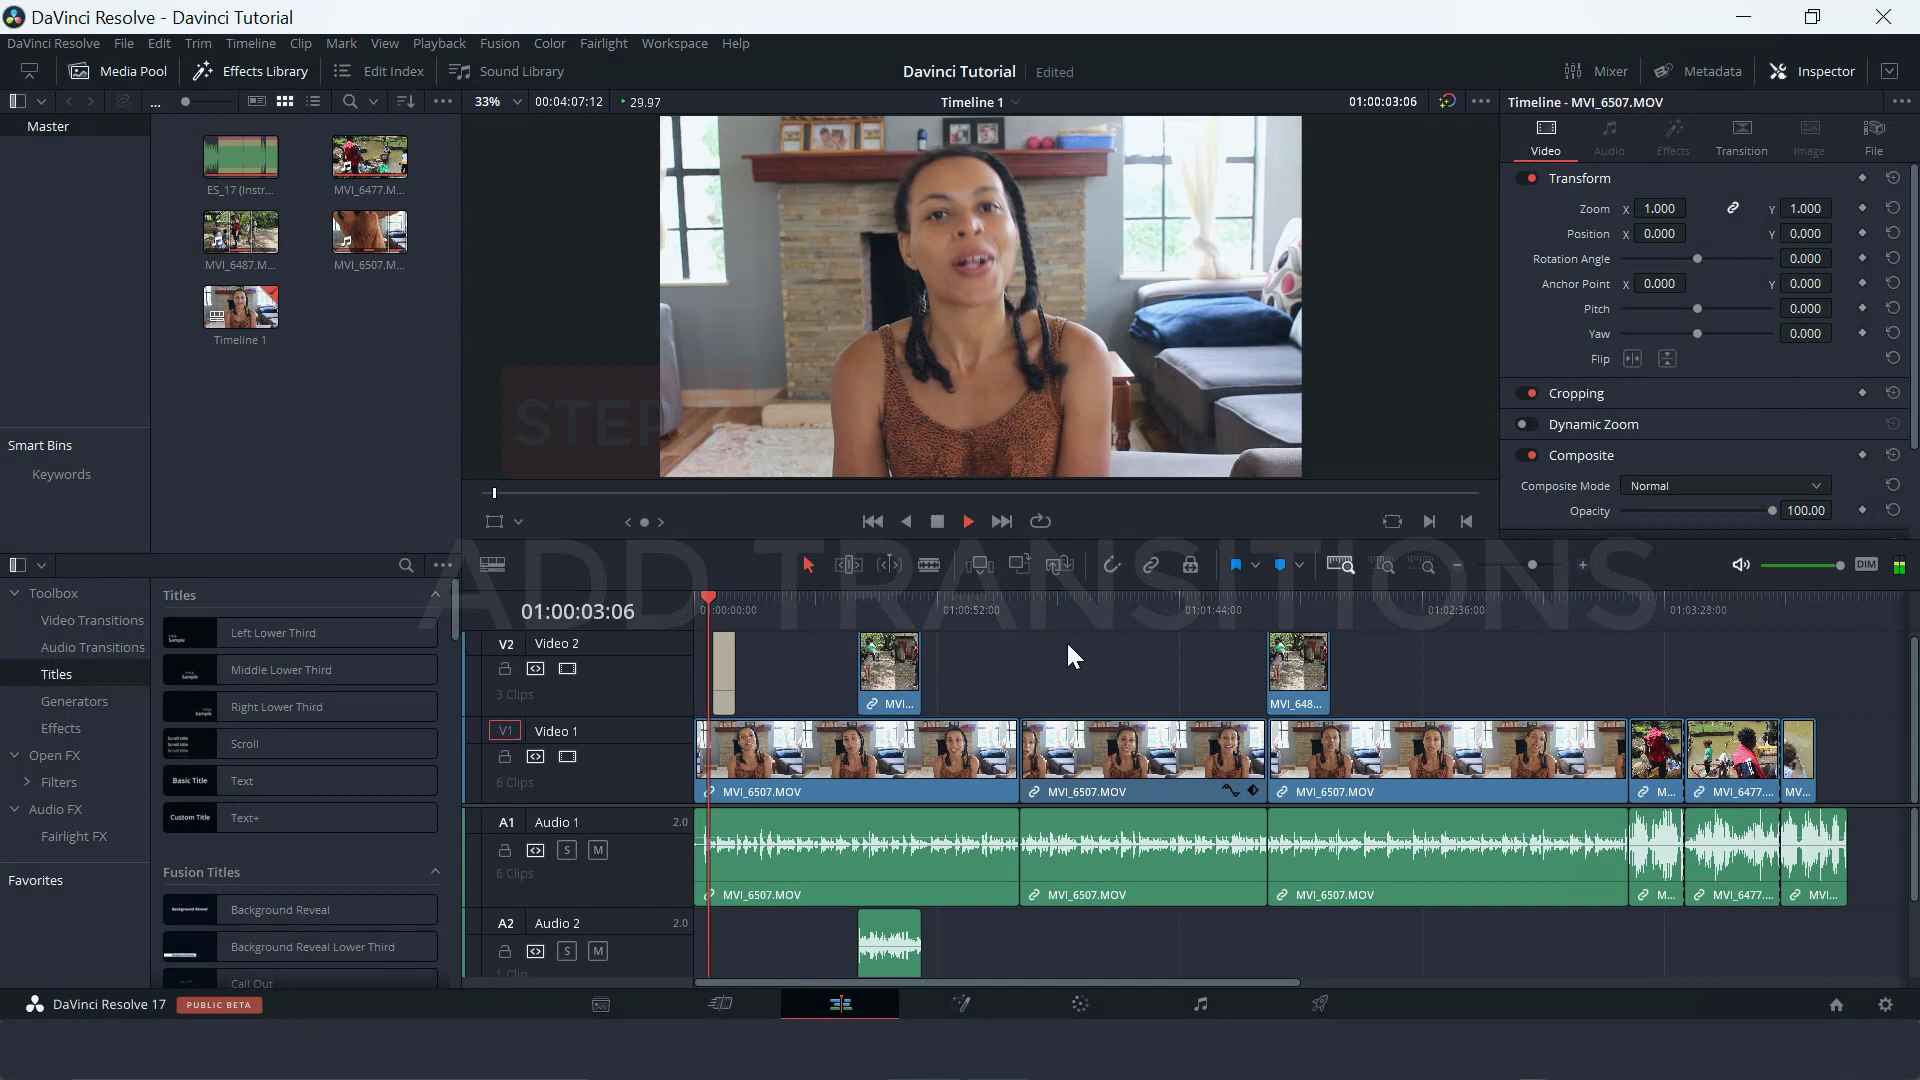 DaVinci Resolve - Davinci Tutorial
DaVinci Resolve File Edit Trim Timeline Clip Mark View Playback Fusion Color Fairlight Workspace Help
Media Pool Effects Library Edit Index Sound Library Davinci Tutorial Edited Mixer Metadata Inspector
... 33% 00:04:07:12 29.97 Timeline 1 01:00:03:06 Timeline - MVI_6507.MOV
Master
ES_17 (Instr...
MVI_6477.M...
MVI_6487.M...
MVI_6507.M...
Timeline 1
Smart Bins
Keywords
STEP 7
ADD TRANSITIONS
Video Audio Effects Transition Image File
Transform
Zoom X 1.000 Y 1.000
Position X 0.000 Y 0.000
Rotation Angle 0.000
Anchor Point X 0.000 Y 0.000
Pitch 0.000
Yaw 0.000
Flip
Cropping
Dynamic Zoom
Composite
Composite Mode Normal
Opacity 100.00
DIM
Toolbox
Video Transitions
Audio Transitions
Titles
Generators
Effects
Open FX
Filters
Audio FX
Fairlight FX
Favorites
Titles
Left Lower Third
Middle Lower Third
Right Lower Third
Scroll
Basic Title Text
Custom Title Text+
Fusion Titles
Background Reveal Background Reveal
Background Reveal Lower Third
Call Out
01:00:03:06
01:00:00:00 01:00:52:00 01:01:44:00 01:02:36:00 01:03:28:00
V2 Video 2
3 Clips
MVI... MVI_648...
V1 Video 1
6 Clips
MVI_6507.MOV MVI_6507.MOV MVI_6507.MOV M... MVI_6477.... MV...
A1 Audio 1 2.0
S M
6 Clips
MVI_6507.MOV MVI_6507.MOV MVI_6507.MOV M... MVI_6477.... MVI...
A2 Audio 2 2.0
S M
1 Clip
DaVinci Resolve 17 PUBLIC BETA